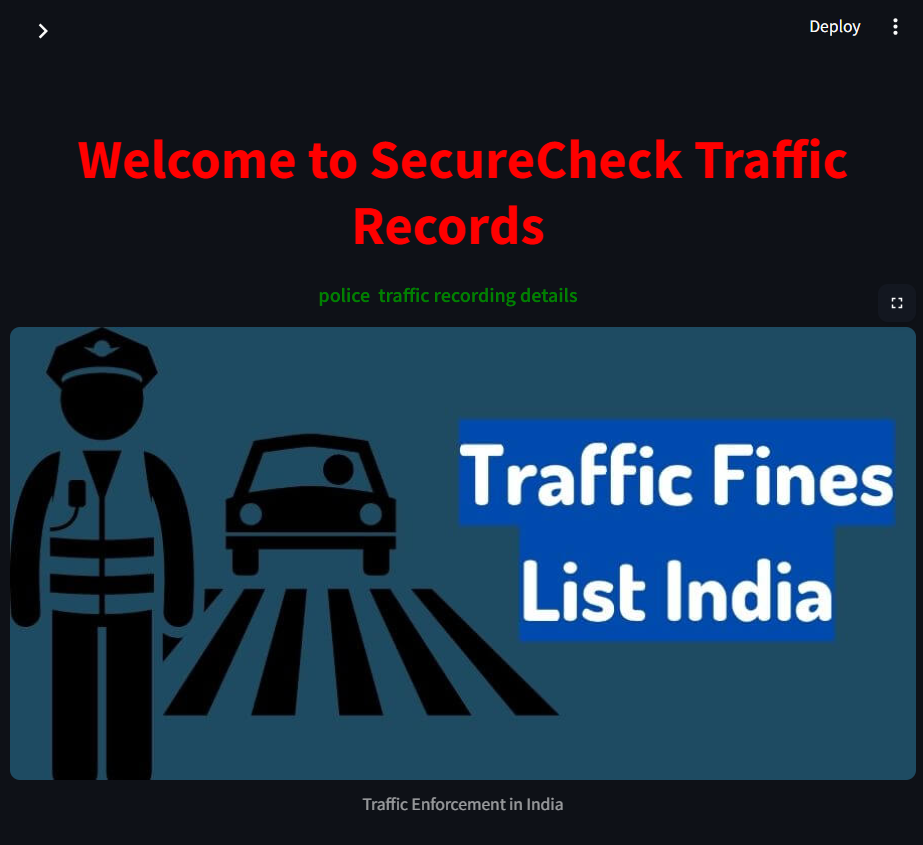 Deploy
Welcome to SecureCheck Traffic
Records
police traffic recording details
Traffic Fines
List India
Traffic Enforcement in India